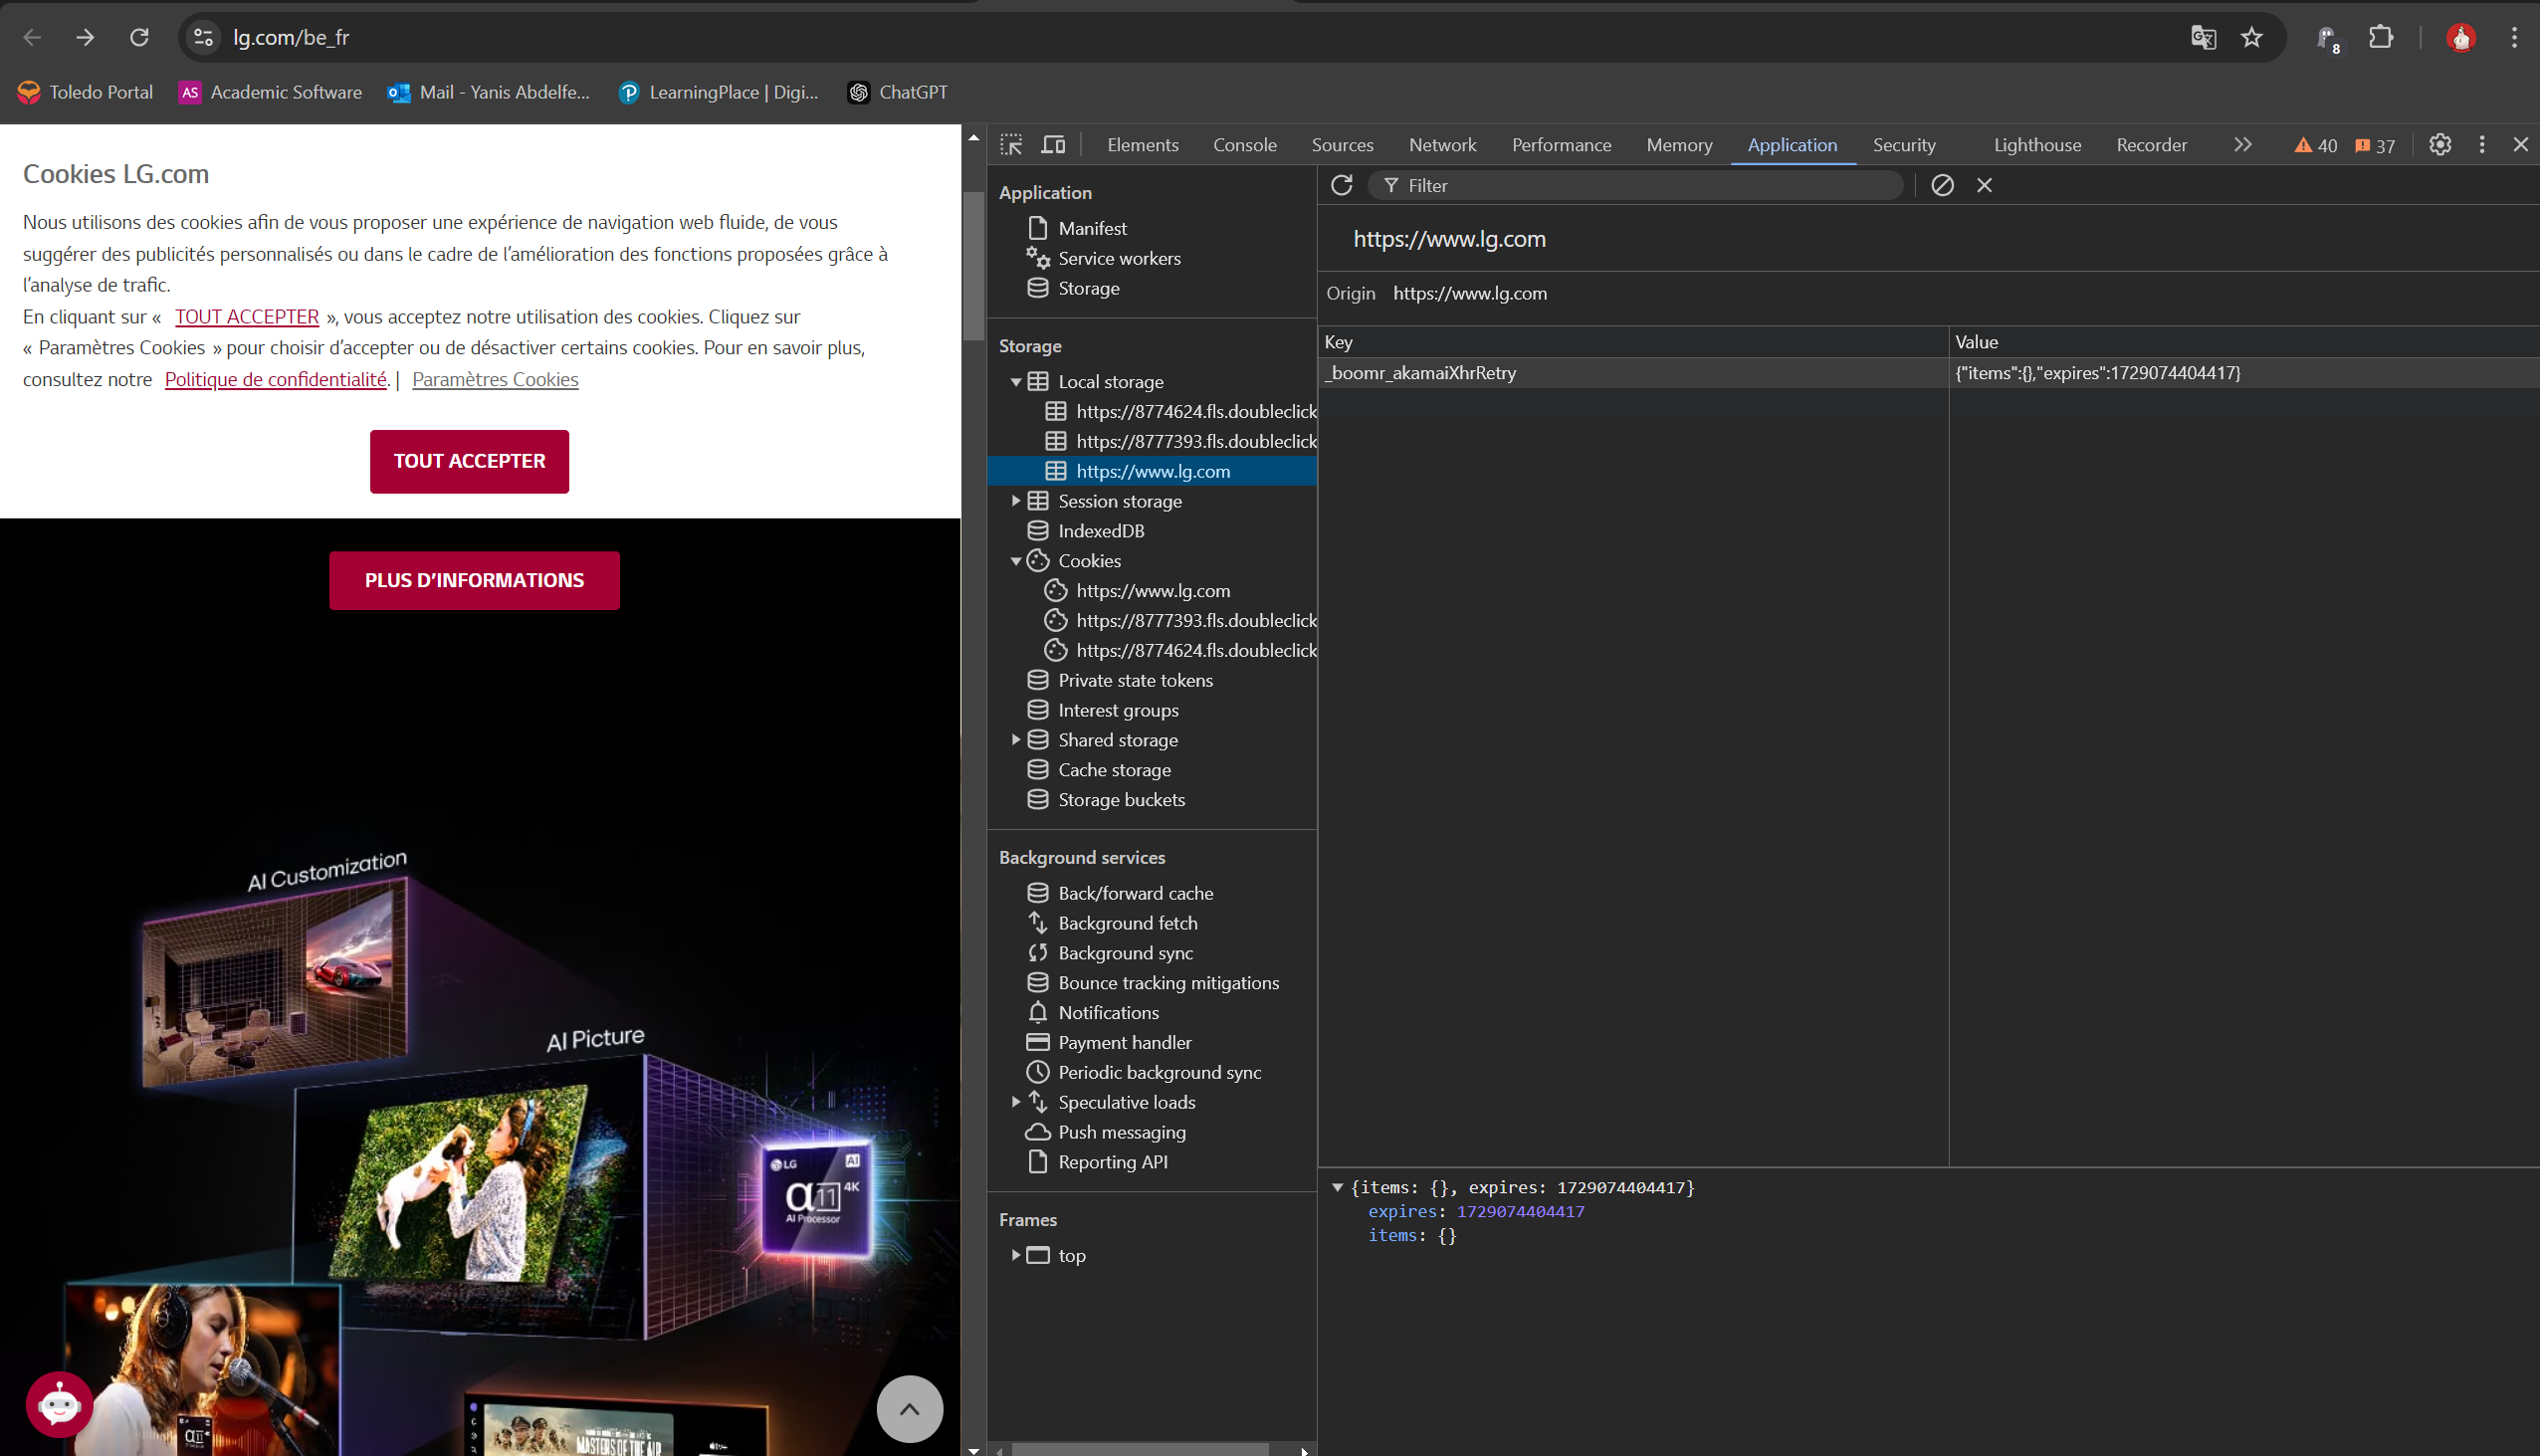 lg.com/be_fr
8
Toledo Portal
AS Academic Software
Mail - Yanis Abdelfe...
LearningPlace | Digi...
ChatGPT
Cookies LG.com
Nous utilisons des cookies afin de vous proposer une expérience de navigation web fluide, de vous
suggérer des publicités personnalisés ou dans le cadre de l’amélioration des fonctions proposées grâce à
l’analyse de trafic.
En cliquant sur « TOUT ACCEPTER », vous acceptez notre utilisation des cookies. Cliquez sur
« Paramètres Cookies » pour choisir d’accepter ou de désactiver certains cookies. Pour en savoir plus,
consultez notre Politique de confidentialité. | Paramètres Cookies
TOUT ACCEPTER
PLUS D’INFORMATIONS
AI Customization
AI Picture
LG AI
α11 4K
AI Processor
α11
MASTERS OF THE AIR
Elements Console Sources Network Performance Memory Application Security Lighthouse Recorder 40 37
Application
Manifest
Service workers
Storage
Storage
Local storage
https://8774624.fls.doubleclick
https://8777393.fls.doubleclick
https://www.lg.com
Session storage
IndexedDB
Cookies
https://www.lg.com
https://8777393.fls.doubleclick
https://8774624.fls.doubleclick
Private state tokens
Interest groups
Shared storage
Cache storage
Storage buckets
Background services
Back/forward cache
Background fetch
Background sync
Bounce tracking mitigations
Notifications
Payment handler
Periodic background sync
Speculative loads
Push messaging
Reporting API
Frames
top
Filter
https://www.lg.com
Origin https://www.lg.com
Key Value
_boomr_akamaiXhrRetry {"items":{},"expires":1729074404417}
{items: {}, expires: 1729074404417}
expires: 1729074404417
items: {}